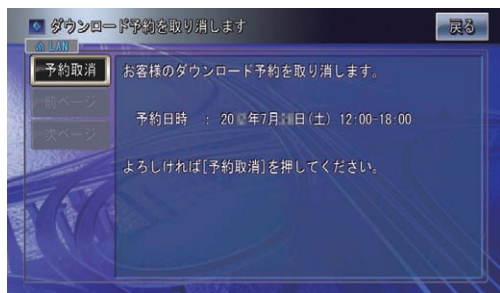 ダウンロード予約を取り消します
戻る
LAN
予約取消
お客様のダウンロード予約を取り消します。
前ページ
予約日時 : 20 年7月 日(土) 12:00-18:00
次ページ
よろしければ[予約取消]を押してください。